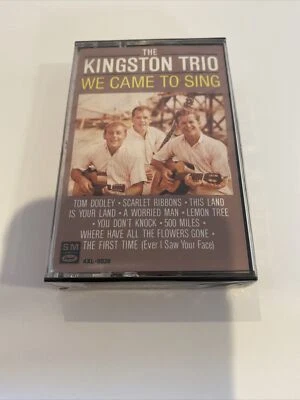 THE
KINGSTON TRIO
WE CAME TO SING
TOM DOOLEY • SCARLET RIBBONS • THIS LAND
IS YOUR LAND • A WORRIED MAN • LEMON TREE
• YOU DON'T KNOCK • 500 MILES •
WHERE HAVE ALL THE FLOWERS GONE •
THE FIRST TIME (Ever I Saw Your Face)
SM